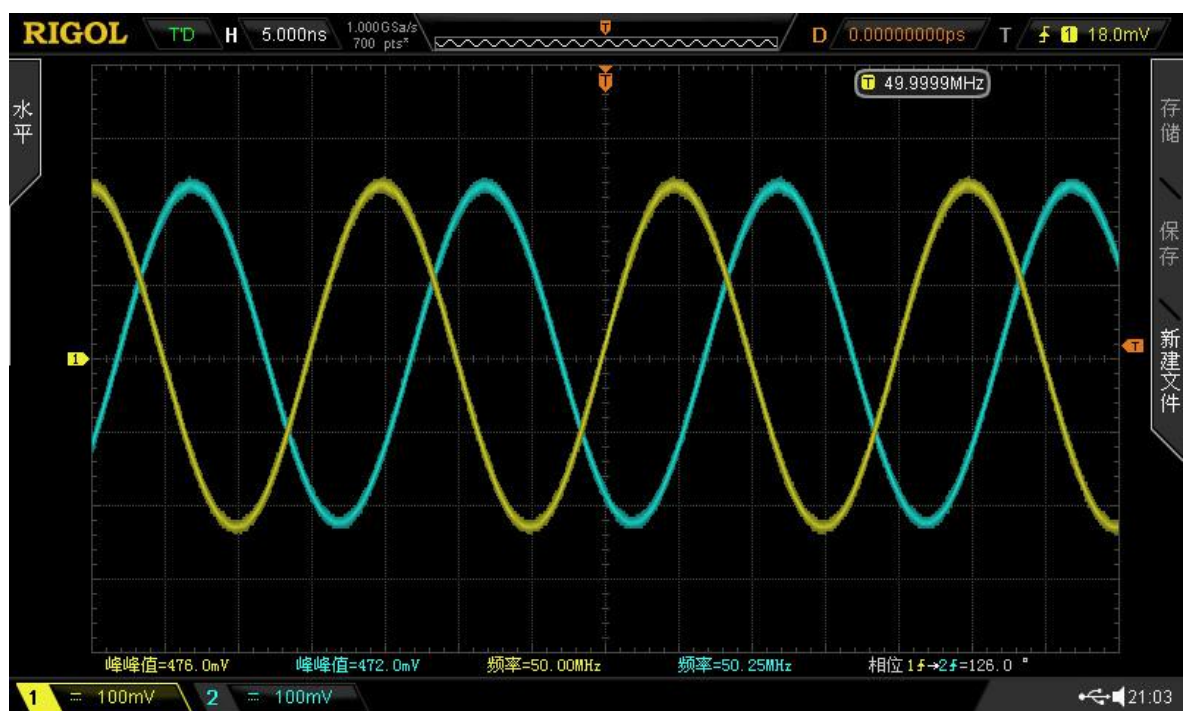 RIGOL T'D H 5.000ns 1.000GSa/s D 0.00000000ps T 1 18.0mV
700 pts
T
T 49.9999MHz
水平
存储
保存
新建文件
1
T
峰峰值=476.0mV 峰峰值=472.0mV 频率=50.00MHz 频率=50.25MHz 相位1→2=126.0 °
1 = 100mV 2 = 100mV 21:03